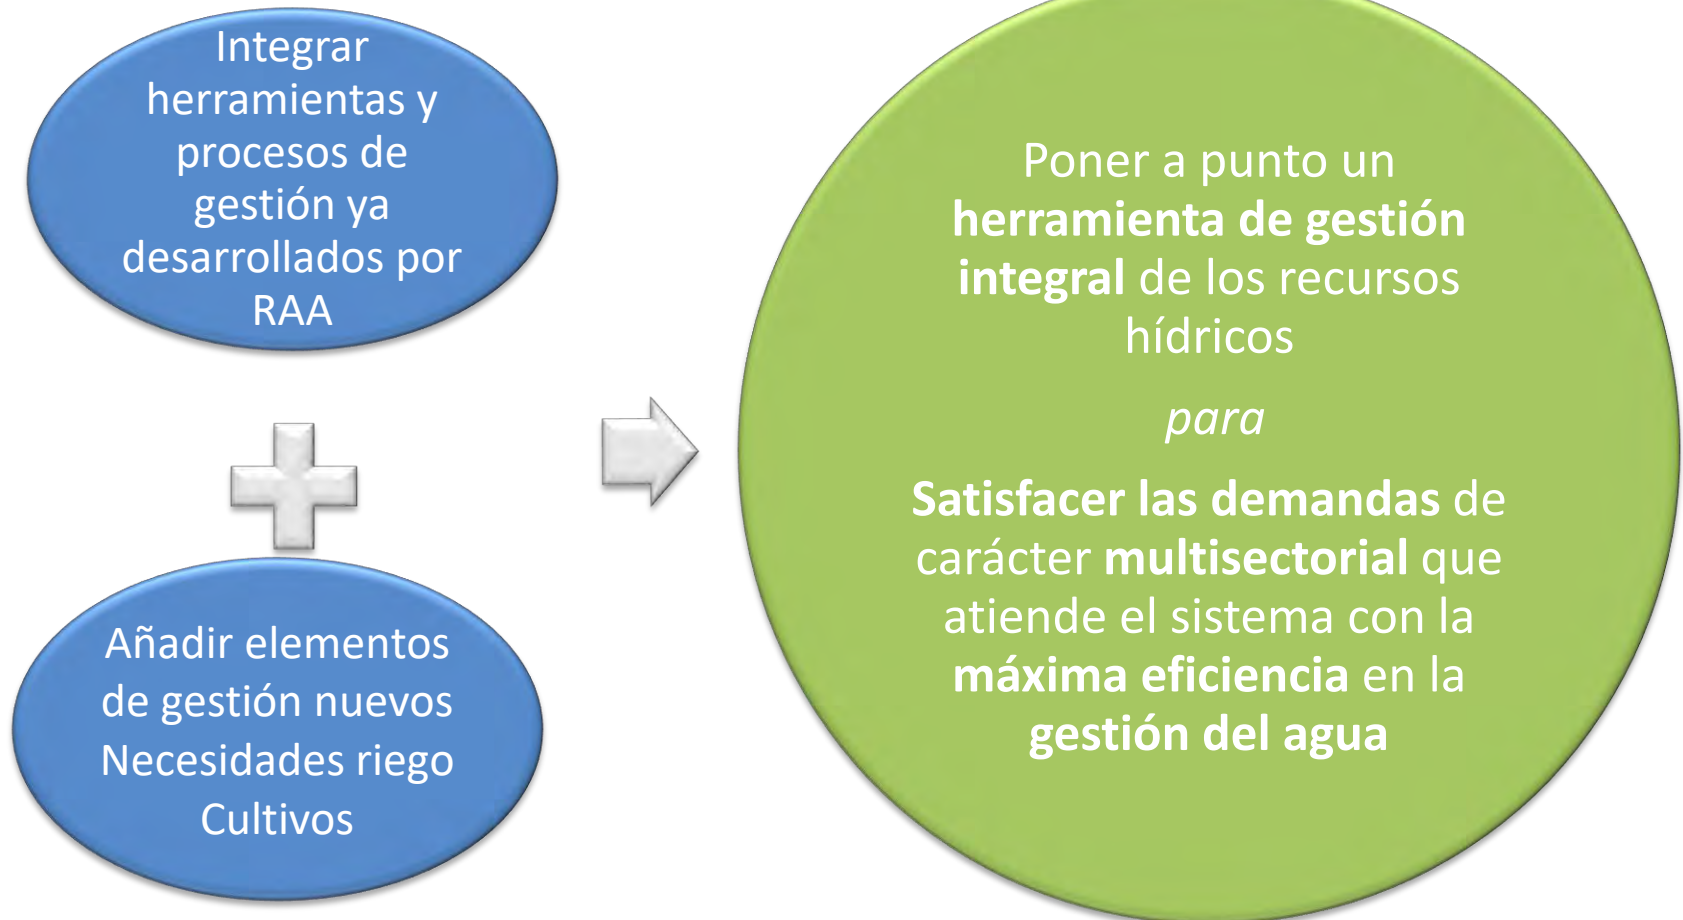 Integrar
herramientas y
procesos de
gestión ya
desarrollados por
RAA
Añadir elementos
de gestión nuevos
Necesidades riego
Cultivos
Poner a punto un
herramienta de gestión
integral de los recursos
hídricos
para
Satisfacer las demandas de
carácter multisectorial que
atiende el sistema con la
máxima eficiencia en la
gestión del agua